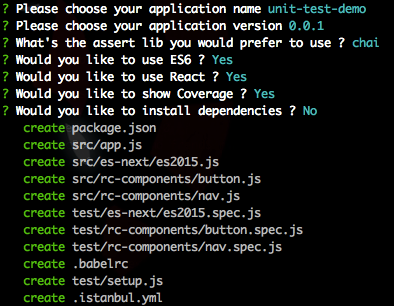 ? Please choose your application name unit-test-demo
? Please choose your application version 0.0.1
? What's the assert lib you would prefer to use ? chai
? Would you like to use ES6 ? Yes
? Would you like to use React ? Yes
? Would you like to show Coverage ? Yes
? Would you like to install dependencies ? No
create package.json
create src/app.js
create src/es-next/es2015.js
create src/rc-components/button.js
create src/rc-components/nav.js
create test/es-next/es2015.spec.js
create test/rc-components/button.spec.js
create test/rc-components/nav.spec.js
create .babelrc
create test/setup.js
create .istanbul.yml